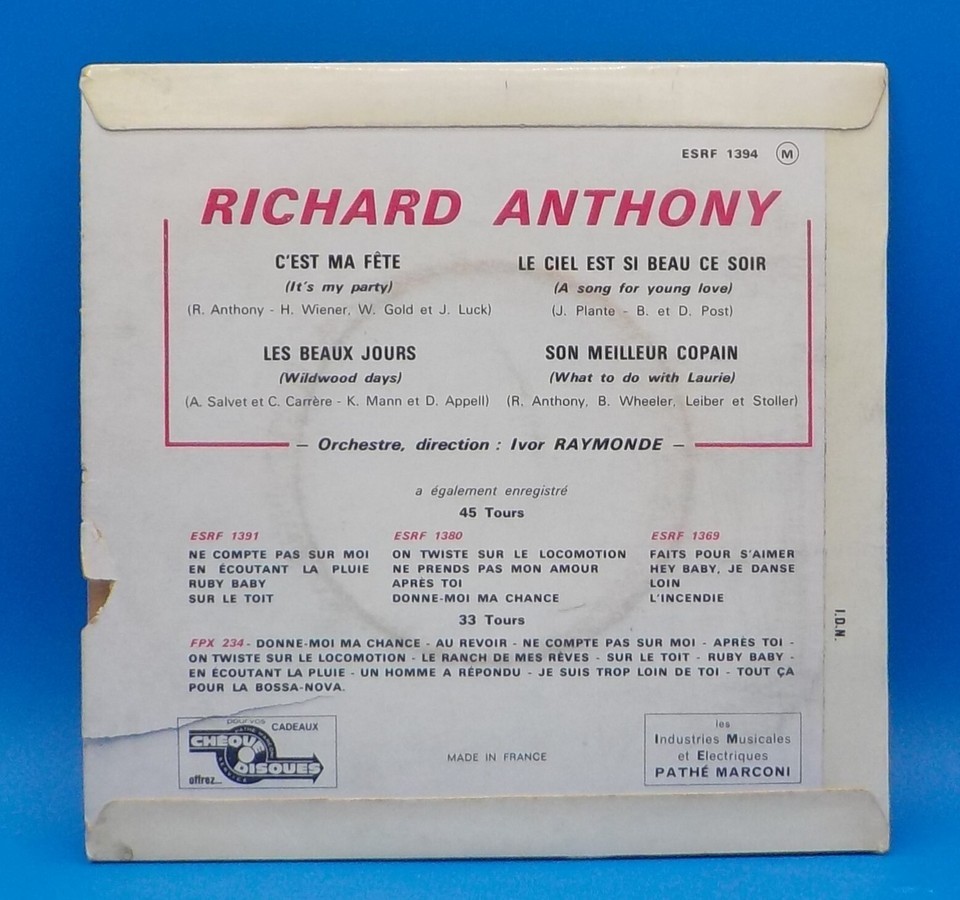 ESRF 1394 M
RICHARD ANTHONY
C'EST MA FÊTE
(It's my party)
(R. Anthony - H. Wiener, W. Gold et J. Luck)
LE CIEL EST SI BEAU CE SOIR
(A song for young love)
(J. Plante - B. et D. Post)
LES BEAUX JOURS
(Wildwood days)
(A. Salvet et C. Carrère - K. Mann et D. Appell)
SON MEILLEUR COPAIN
(What to do with Laurie)
(R. Anthony, B. Wheeler, Leiber et Stoller)
— Orchestre, direction : Ivor RAYMONDE —
a également enregistré
45 Tours
ESRF 1391
NE COMPTE PAS SUR MOI
EN ÉCOUTANT LA PLUIE
RUBY BABY
SUR LE TOIT
ESRF 1380
ON TWISTE SUR LE LOCOMOTION
NE PRENDS PAS MON AMOUR
APRÈS TOI
DONNE-MOI MA CHANCE
ESRF 1369
FAITS POUR S'AIMER
HEY BABY, JE DANSE
LOIN
L'INCENDIE
33 Tours
FPX 234 - DONNE-MOI MA CHANCE - AU REVOIR - NE COMPTE PAS SUR MOI - APRÈS TOI -
ON TWISTE SUR LE LOCOMOTION - LE RANCH DE MES RÊVES - SUR LE TOIT - RUBY BABY -
EN ÉCOUTANT LA PLUIE - UN HOMME A RÉPONDU - JE SUIS TROP LOIN DE TOI - TOUT ÇA
POUR LA BOSSA-NOVA.
I.D.N.
pour vos CADEAUX
CHÈQUE
DISQUES
SERVICE
offrez...
MADE IN FRANCE
les
Industries Musicales
et Electriques
PATHÉ MARCONI